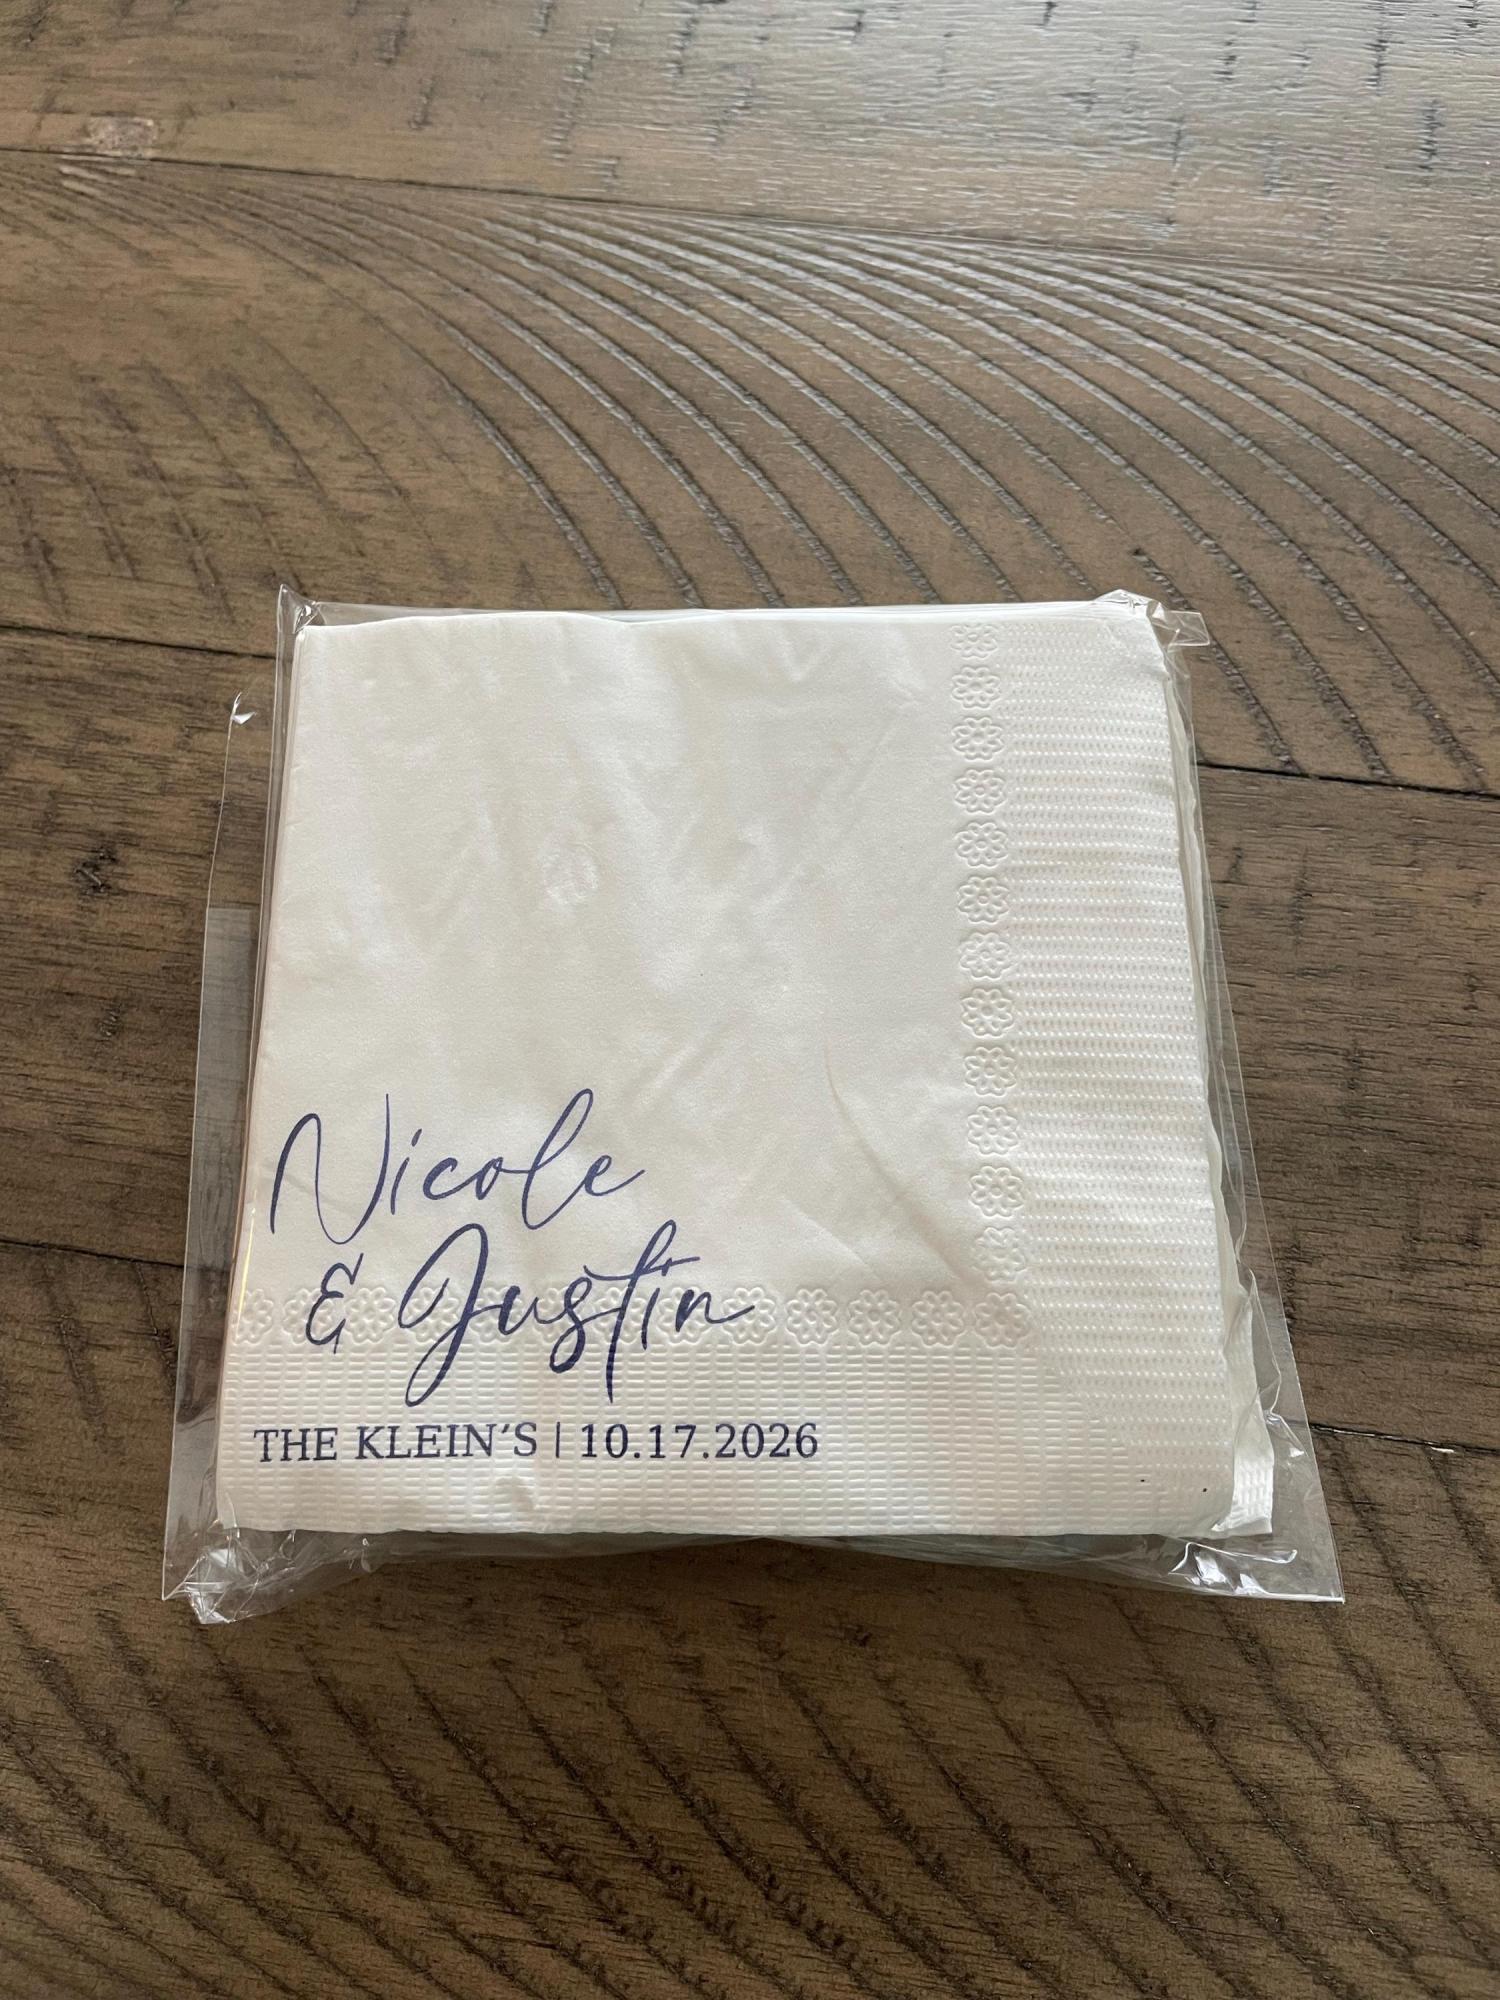 Nicole
& Justin
THE KLEIN'S | 10.17.2026